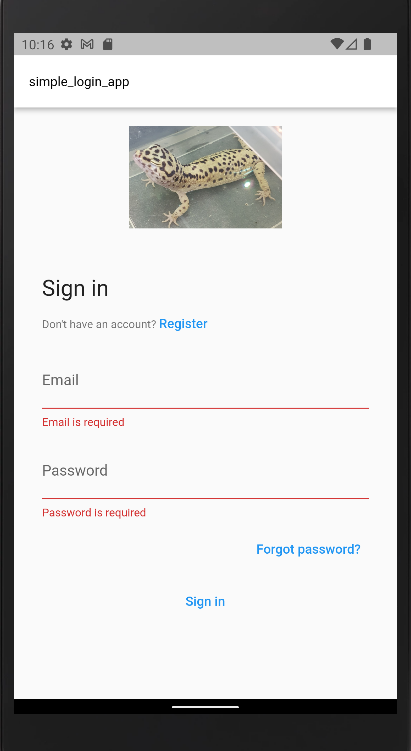 10:16
simple_login_app
Sign in
Don't have an account? Register
Email
Email is required
Password
Password is required
Forgot password?
Sign in